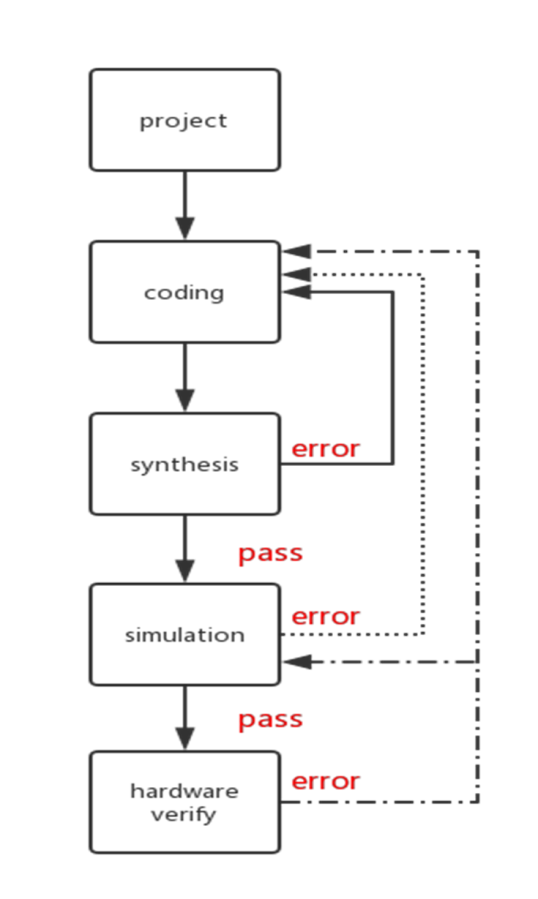 project
coding
synthesis
error
pass
simulation
error
pass
hardware
verify
error